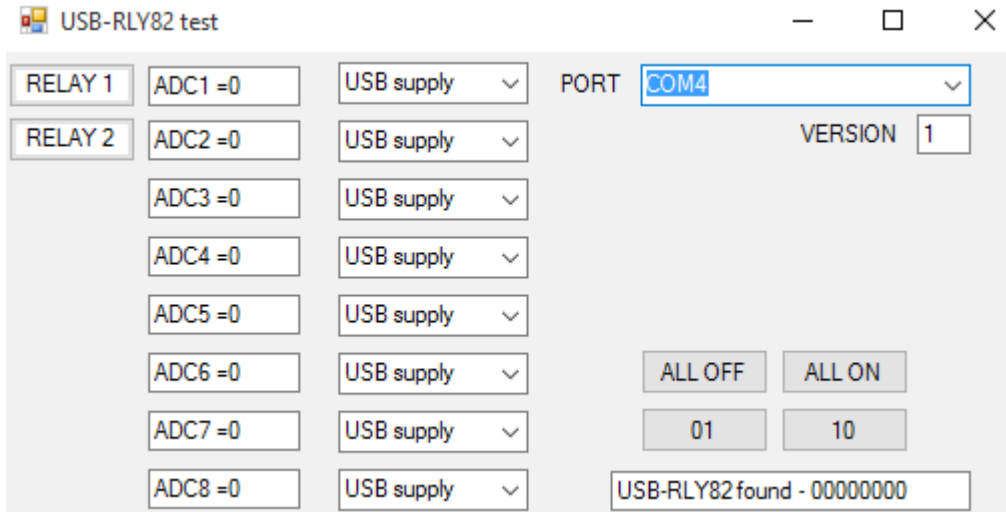 USB-RLY82 test
RELAY 1 ADC1 =0 USB supply PORT COM4
RELAY 2 ADC2 =0 USB supply VERSION 1
ADC3 =0 USB supply
ADC4 =0 USB supply
ADC5 =0 USB supply
ADC6 =0 USB supply ALL OFF ALL ON
ADC7 =0 USB supply 01 10
ADC8 =0 USB supply USB-RLY82 found - 00000000